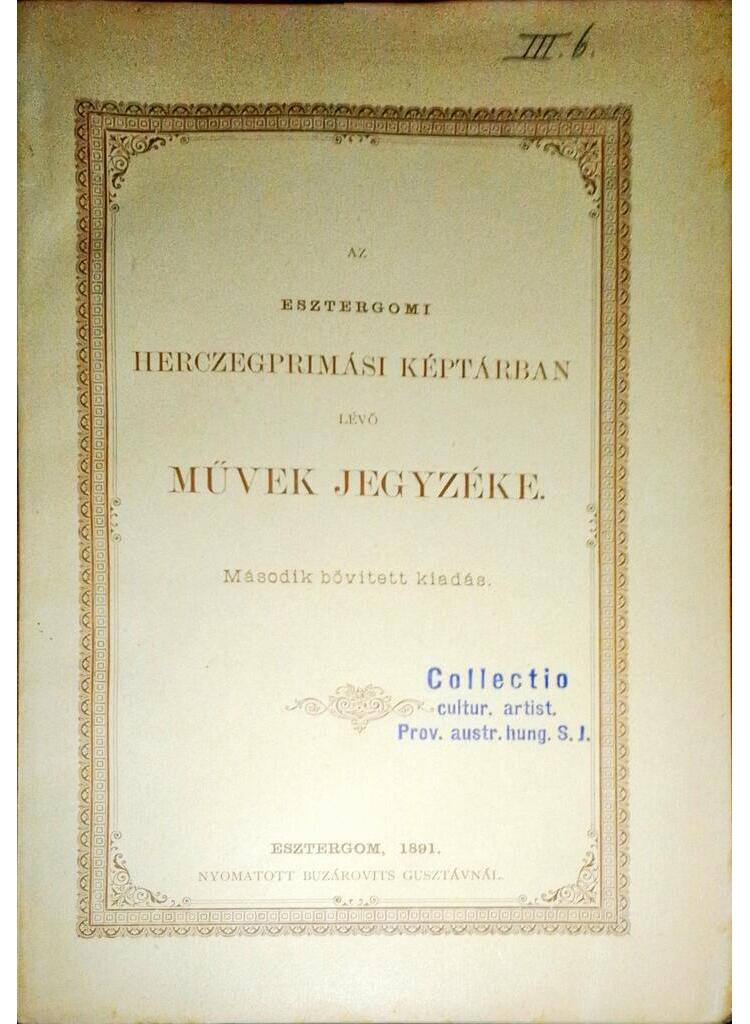 III. 6.
AZ
ESZTERGOMI
HERCZEGPRIMÁSI KÉPTÁRBAN
LÉVŐ
MŰVEK JEGYZÉKE.
Második bővitett kiadás.
Collectio
cultur. artist.
Prov. austr. hung. S. J.
ESZTERGOM, 1891.
NYOMATOTT BUZÁROVITS GUSZTÁVNÁL.